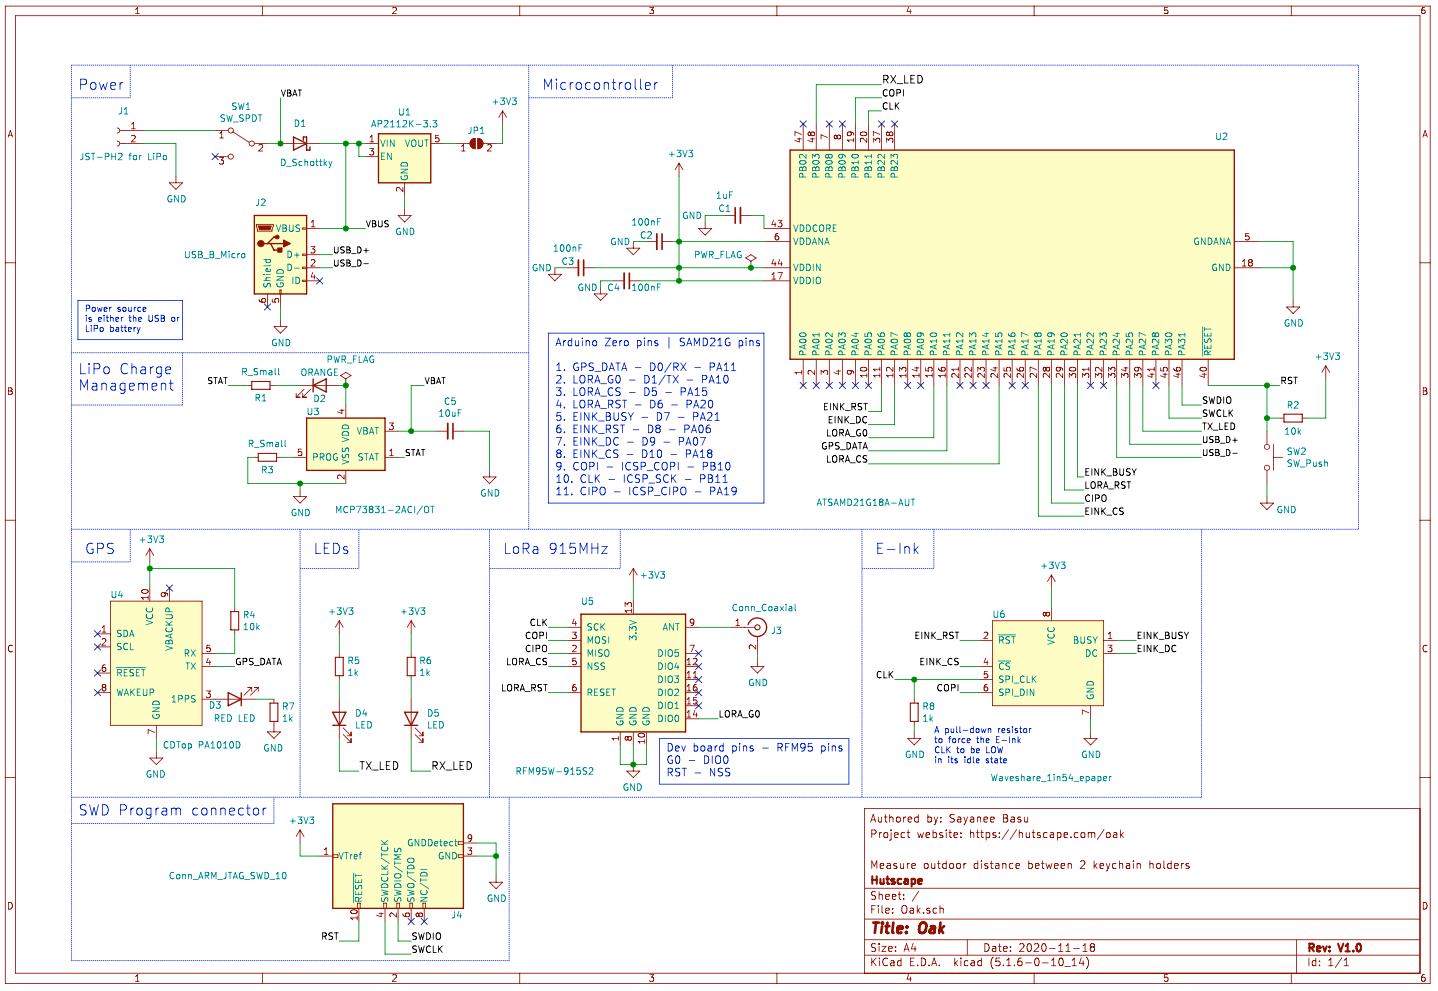 1 2 3 4 5 6
A
B
C
D
Power
J1
1
2
JST-PH2 for LiPo
GND
SW1
SW_SPDT
1
2
3
VBAT
D1
D_Schottky
U1
AP2112K-3.3
1 VIN VOUT 5
3 EN
GND
2
GND
JP1
1 2
+3V3
J2
USB_B_Micro
VBUS 1
VBUS
D+ 3 USB_D+
D- 2 USB_D-
ID 4
Shield
GND
6 5
GND
Power source
is either the USB or
LiPo battery
LiPo Charge
Management
PWR_FLAG
STAT
R_Small
R1
ORANGE
D2
VBAT
U3
4
VDD
VBAT 3
STAT 1
STAT
PROG 5
VSS
2
R_Small
R3
C5
10uF
GND
GND
MCP73831-2ACI/OT
Microcontroller
RX_LED
COPI
CLK
47 48 7 8 19 20 37 38
PB02 PB03 PB08 PB09 PB10 PB11 PB22 PB23
U2
+3V3
1uF
C1
GND
100nF
C2
GND
100nF
C3
GND
C4
100nF
GND
PWR_FLAG
43 VDDCORE
6 VDDANA
44 VDDIN
17 VDDIO
GNDANA 5
GND 18
GND
PA00 PA01 PA02 PA03 PA04 PA05 PA06 PA07 PA08 PA09 PA10 PA11 PA12 PA13 PA14 PA15 PA16 PA17 PA18 PA19 PA20 PA21 PA22 PA23 PA24 PA25 PA27 PA28 PA30 PA31 RESET
1 2 3 4 9 10 11 12 13 14 15 16 21 22 23 24 25 26 27 28 29 30 31 32 33 34 39 41 45 46 40
EINK_RST
EINK_DC
LORA_G0
GPS_DATA
LORA_CS
EINK_BUSY
LORA_RST
CIPO
EINK_CS
SWDIO
SWCLK
TX_LED
USB_D+
USB_D-
RST
+3V3
R2
10k
SW2
SW_Push
GND
ATSAMD21G18A-AUT
Arduino Zero pins | SAMD21G pins
1. GPS_DATA - D0/RX - PA11
2. LORA_G0 - D1/TX - PA10
3. LORA_CS - D5 - PA15
4. LORA_RST - D6 - PA20
5. EINK_BUSY - D7 - PA21
6. EINK_RST - D8 - PA06
7. EINK_DC - D9 - PA07
8. EINK_CS - D10 - PA18
9. COPI - ICSP_COPI - PB10
10. CLK - ICSP_SCK - PB11
11. CIPO - ICSP_CIPO - PA19
GPS
+3V3
U4
10 9
VCC VBACKUP
1 SDA
2 SCL
6 RESET
8 WAKEUP
RX 5
TX 4
GPS_DATA
1PPS 3
GND
7
GND
R4
10k
D3
RED LED
R7
1k
GND
CDTop PA1010D
LEDs
+3V3 +3V3
R5
1k
R6
1k
D4
LED
D5
LED
TX_LED RX_LED
LoRa 915MHz
+3V3
U5
13
3.3V
CLK 4 SCK
COPI 3 MOSI
CIPO 2 MISO
LORA_CS 5 NSS
LORA_RST 6 RESET
ANT 9
DIO5 7
DIO4 12
DIO3 11
DIO2 16
DIO1 15
DIO0 14
LORA_G0
GND GND GND
1 8 10
GND
Conn_Coaxial
1
J3
2
GND
RFM95W-915S2
Dev board pins - RFM95 pins
G0 - DIO0
RST - NSS
E-Ink
+3V3
U6
8
VCC
EINK_RST 2 RST
EINK_CS 4 CS
CLK 5 SPI_CLK
COPI 6 SPI_DIN
BUSY 1 EINK_BUSY
DC 3 EINK_DC
GND
7
GND
R8
1k
GND
A pull-down resistor
to force the E-Ink
CLK to be LOW
in its idle state
Waveshare_1in54_epaper
SWD Program connector
+3V3
1 VTref
GNDDetect 9
GND 3
GND
RESET SWDCLK/TCK SWDIO/TMS SWO/TDO NC/TDI
10 4 2 6 8
J4
Conn_ARM_JTAG_SWD_10
RST
SWDIO
SWCLK
Authored by: Sayanee Basu
Project website: https://hutscape.com/oak
Measure outdoor distance between 2 keychain holders
Hutscape
Sheet: /
File: Oak.sch
Title: Oak
Size: A4 Date: 2020-11-18 Rev: V1.0
KiCad E.D.A. kicad (5.1.6-0-10_14) Id: 1/1
A
B
C
D
1 2 3 4 5 6